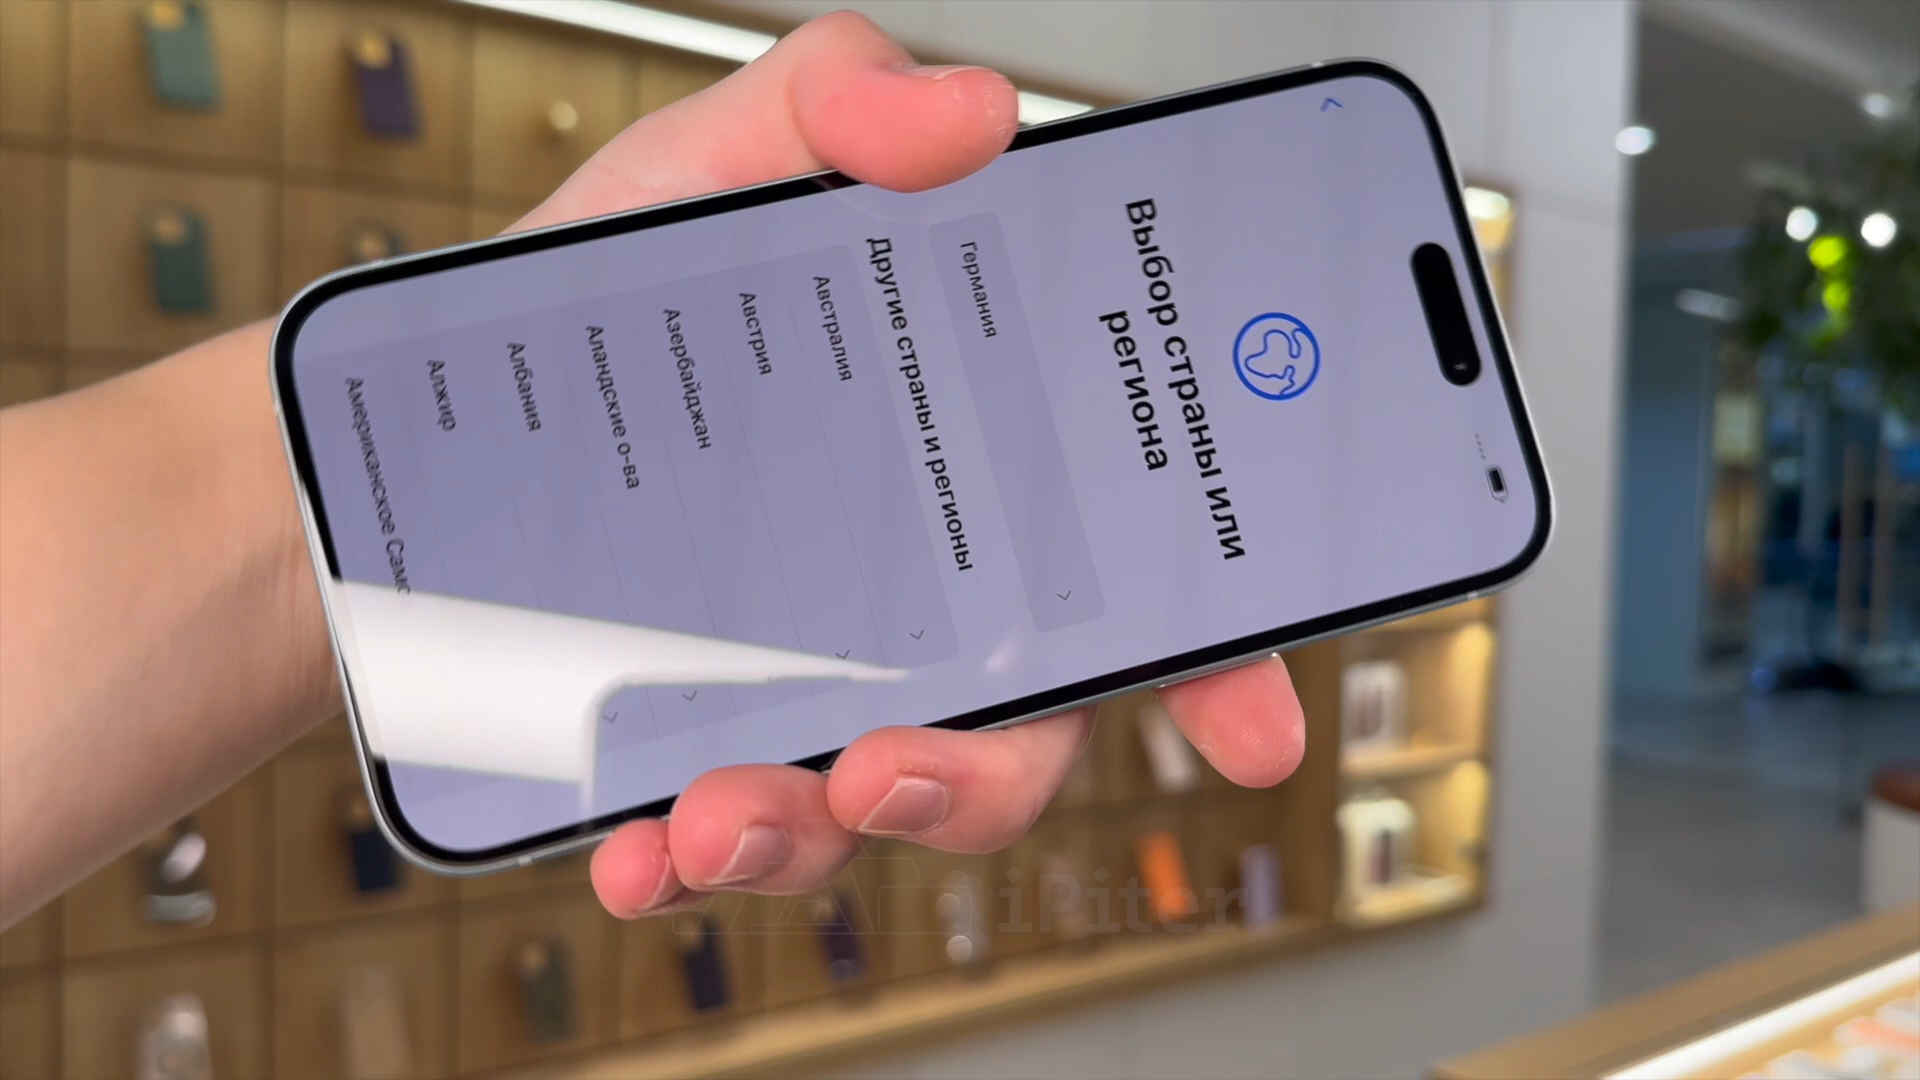 Выбор страны или
региона
Германия
Другие страны и регионы
Австралия
Австрия
Азербайджан
Аландские о-ва
Албания
Алжир
Американское Само
iPiter